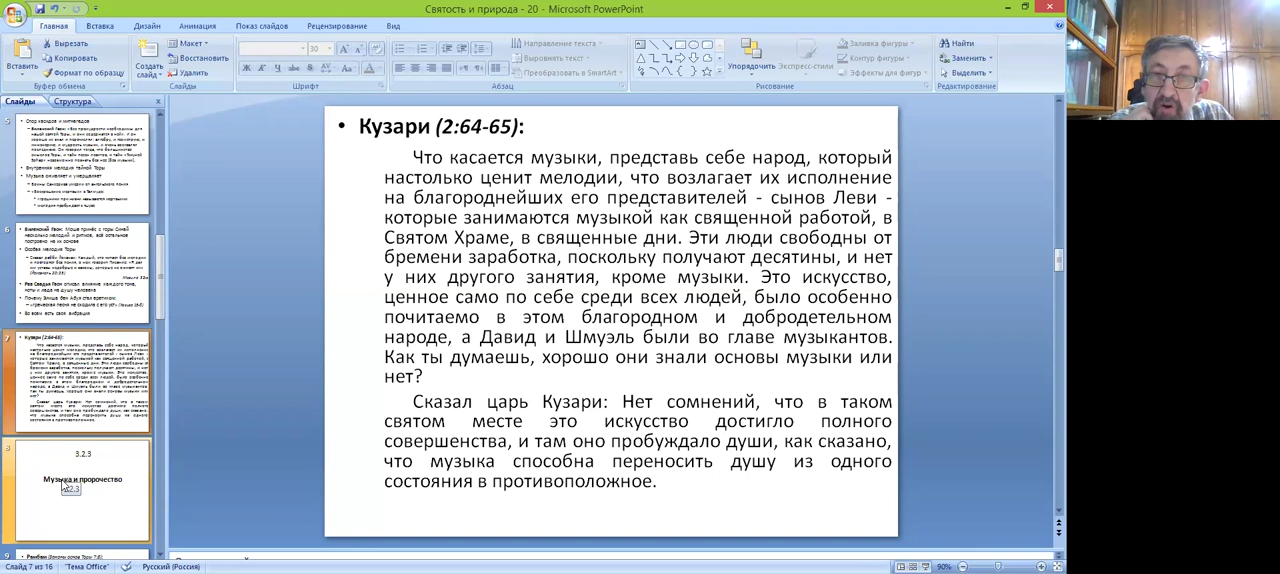 Святость и природа - 20 - Microsoft PowerPoint
Главная
Вставка
Дизайн
Анимация
Показ слайдов
Рецензирование
Вид
Вставить
Вырезать
Копировать
Формат по образцу
Буфер обмена
Создать слайд
Макет
Восстановить
Удалить
Слайды
30
Ж К Ч
Шрифт
Абзац
Направление текста
Выровнять текст
Преобразовать в SmartArt
Упорядочить
Экспресс-стили
Заливка фигуры
Контур фигуры
Эффекты для фигур
Рисование
Найти
Заменить
Выделить
Редактирование
Слайды
Структура
5
6
7
8
3.2.3
Музыка и пророчество
9
• Кузари (2:64-65):
Что касается музыки, представь себе народ, который
настолько ценит мелодии, что возлагает их исполнение
на благороднейших его представителей - сынов Леви -
которые занимаются музыкой как священной работой, в
Святом Храме, в священные дни. Эти люди свободны от
бремени заработка, поскольку получают десятины, и нет
у них другого занятия, кроме музыки. Это искусство,
ценное само по себе среди всех людей, было особенно
почитаемо в этом благородном и добродетельном
народе, а Давид и Шмуэль были во главе музыкантов.
Как ты думаешь, хорошо они знали основы музыки или
нет?
Сказал царь Кузари: Нет сомнений, что в таком
святом месте это искусство достигло полного
совершенства, и там оно пробуждало души, как сказано,
что музыка способна переносить душу из одного
состояния в противоположное.
Слайд 7 из 16
"Тема Office"
Русский (Россия)
90%